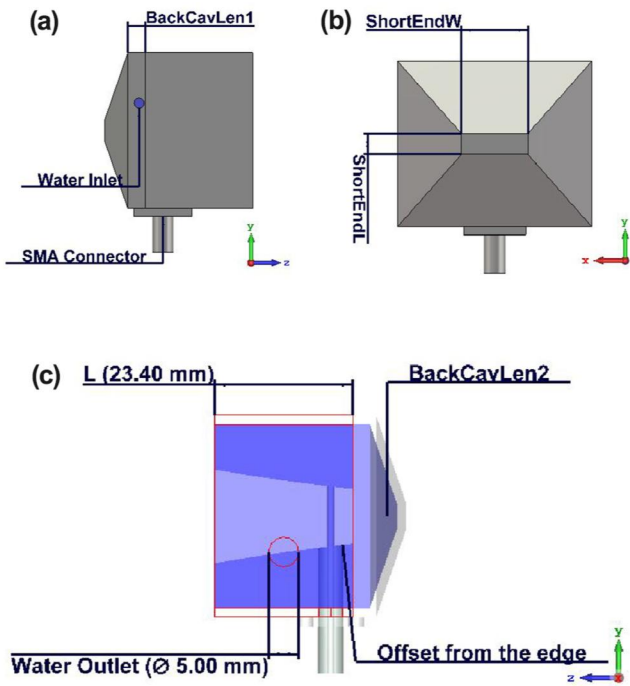 (a)
BackCavLen1
Water Inlet
SMA Connector
y
z
(b)
ShortEndW
ShortEndL
y
x
(c)
L (23.40 mm)
BackCavLen2
Water Outlet (Ø 5.00 mm)
Offset from the edge
y
z
x